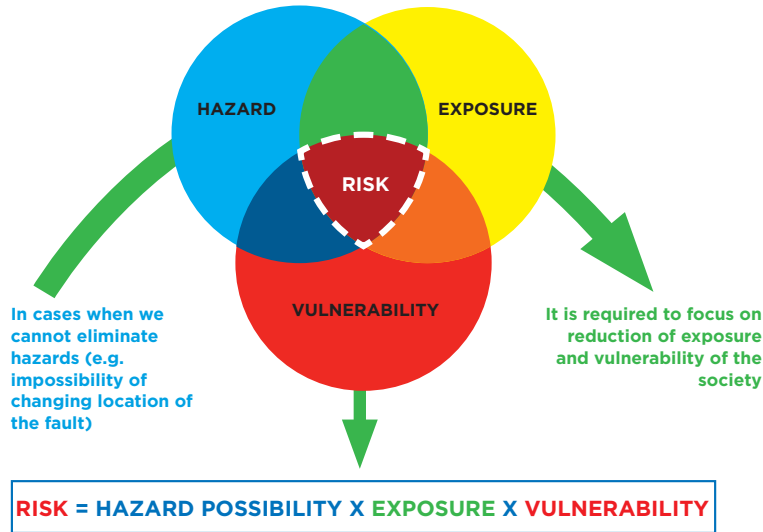 HAZARD
EXPOSURE
RISK
VULNERABILITY
In cases when we
cannot eliminate
hazards (e.g.
impossibility of
changing location of
the fault)
It is required to focus on
reduction of exposure
and vulnerability of the
society
RISK = HAZARD POSSIBILITY X EXPOSURE X VULNERABILITY